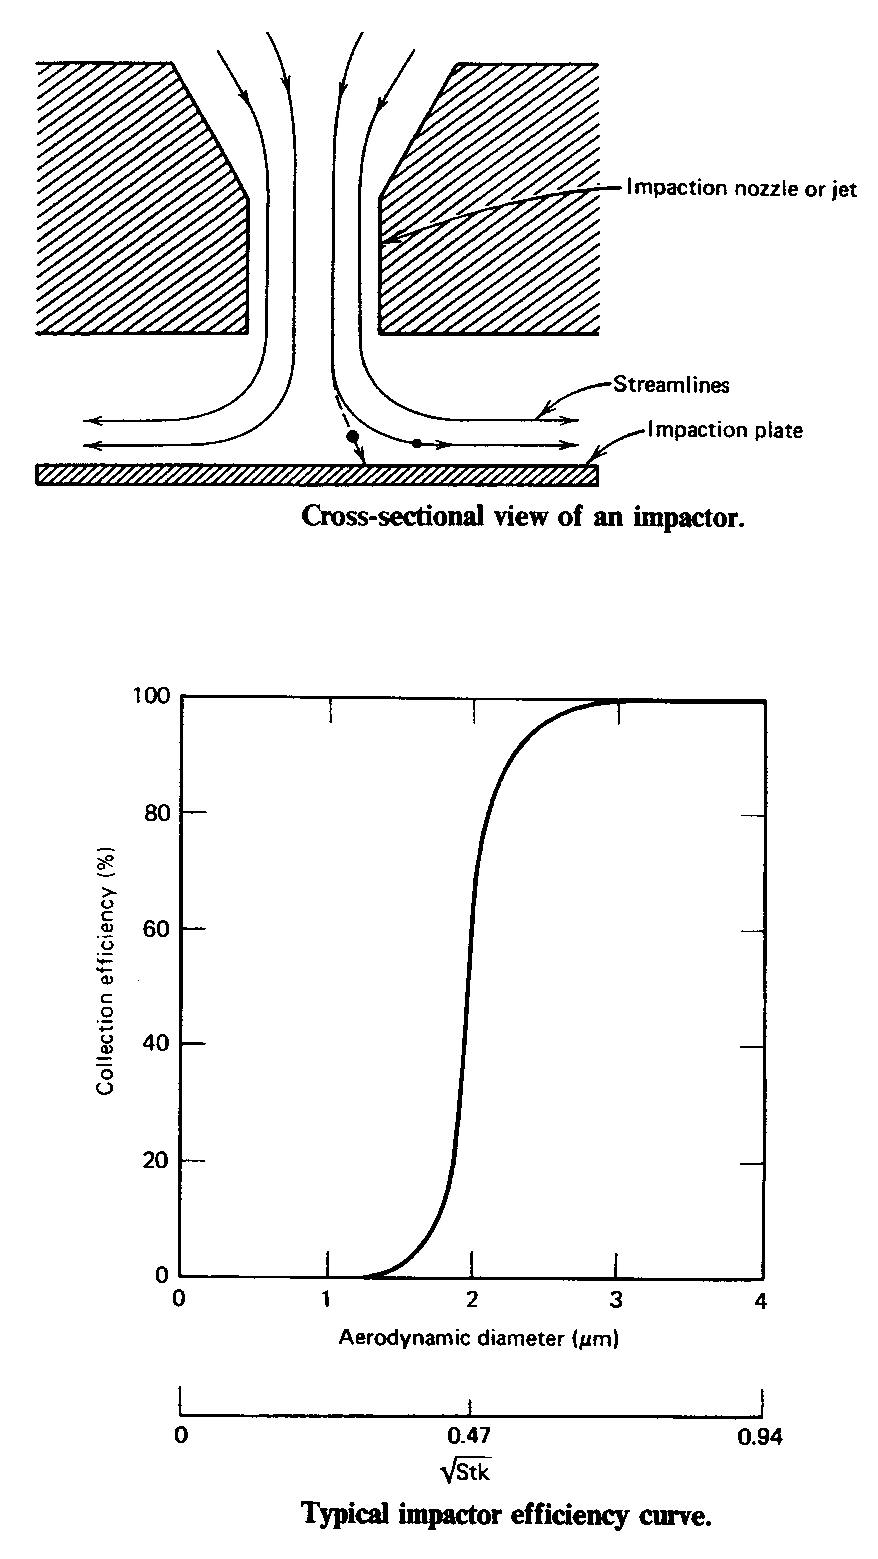 Impaction nozzle or jet
Streamlines
Impaction plate
Cross-sectional view of an impactor.
100
80
60
40
20
0
Collection efficiency (%)
0 1 2 3 4
Aerodynamic diameter (μm)
0 0.47 0.94
√Stk
Typical impactor efficiency curve.